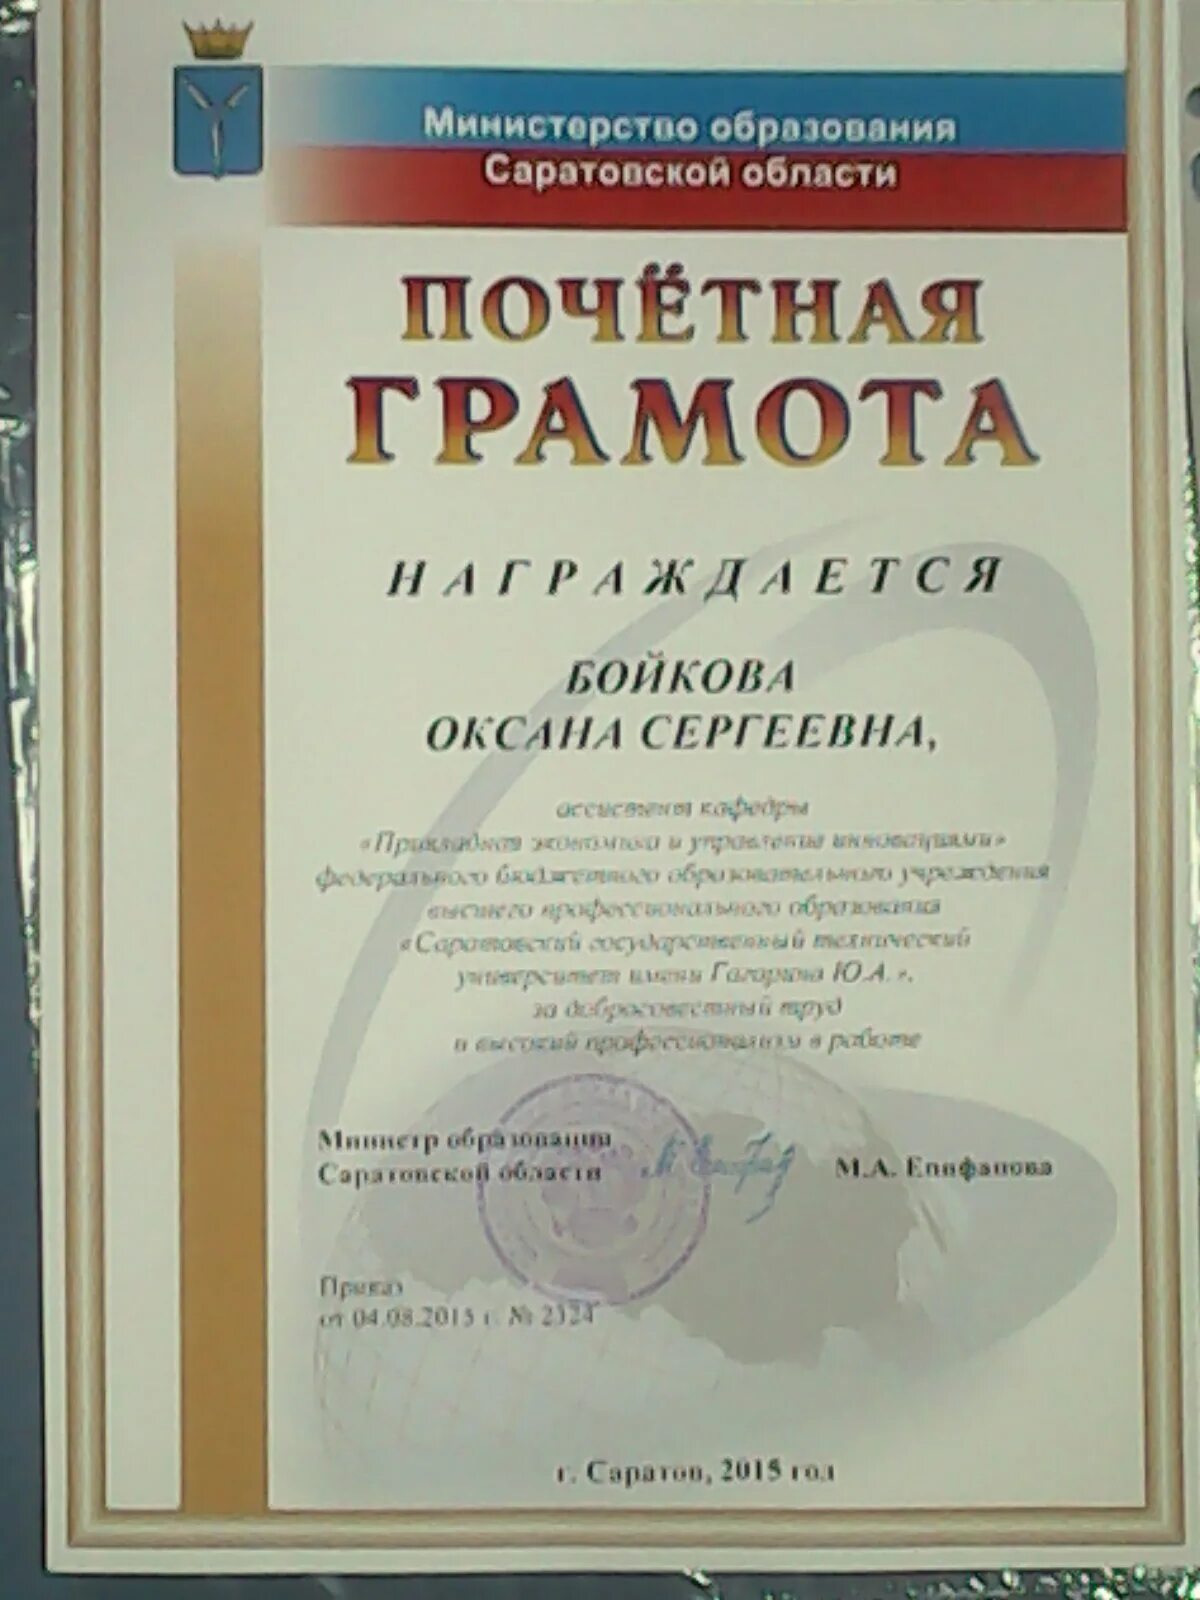 Министерство образования
Саратовской области
ПОЧЁТНАЯ
ГРАМОТА
НАГРАЖДАЕТСЯ
БОЙКОВА
ОКСАНА СЕРГЕЕВНА,
ассистент кафедры
«Прикладная экономика и управление инновациями»
федерального бюджетного образовательного учреждения
высшего профессионального образования
«Саратовский государственный технический
университет имени Гагарина Ю.А.»,
за добросовестный труд
и высокий профессионализм в работе
Министр образования
Саратовской области
М.А. Епифанова
Приказ
от 04.08.2015 г. № 2324
г. Саратов, 2015 год